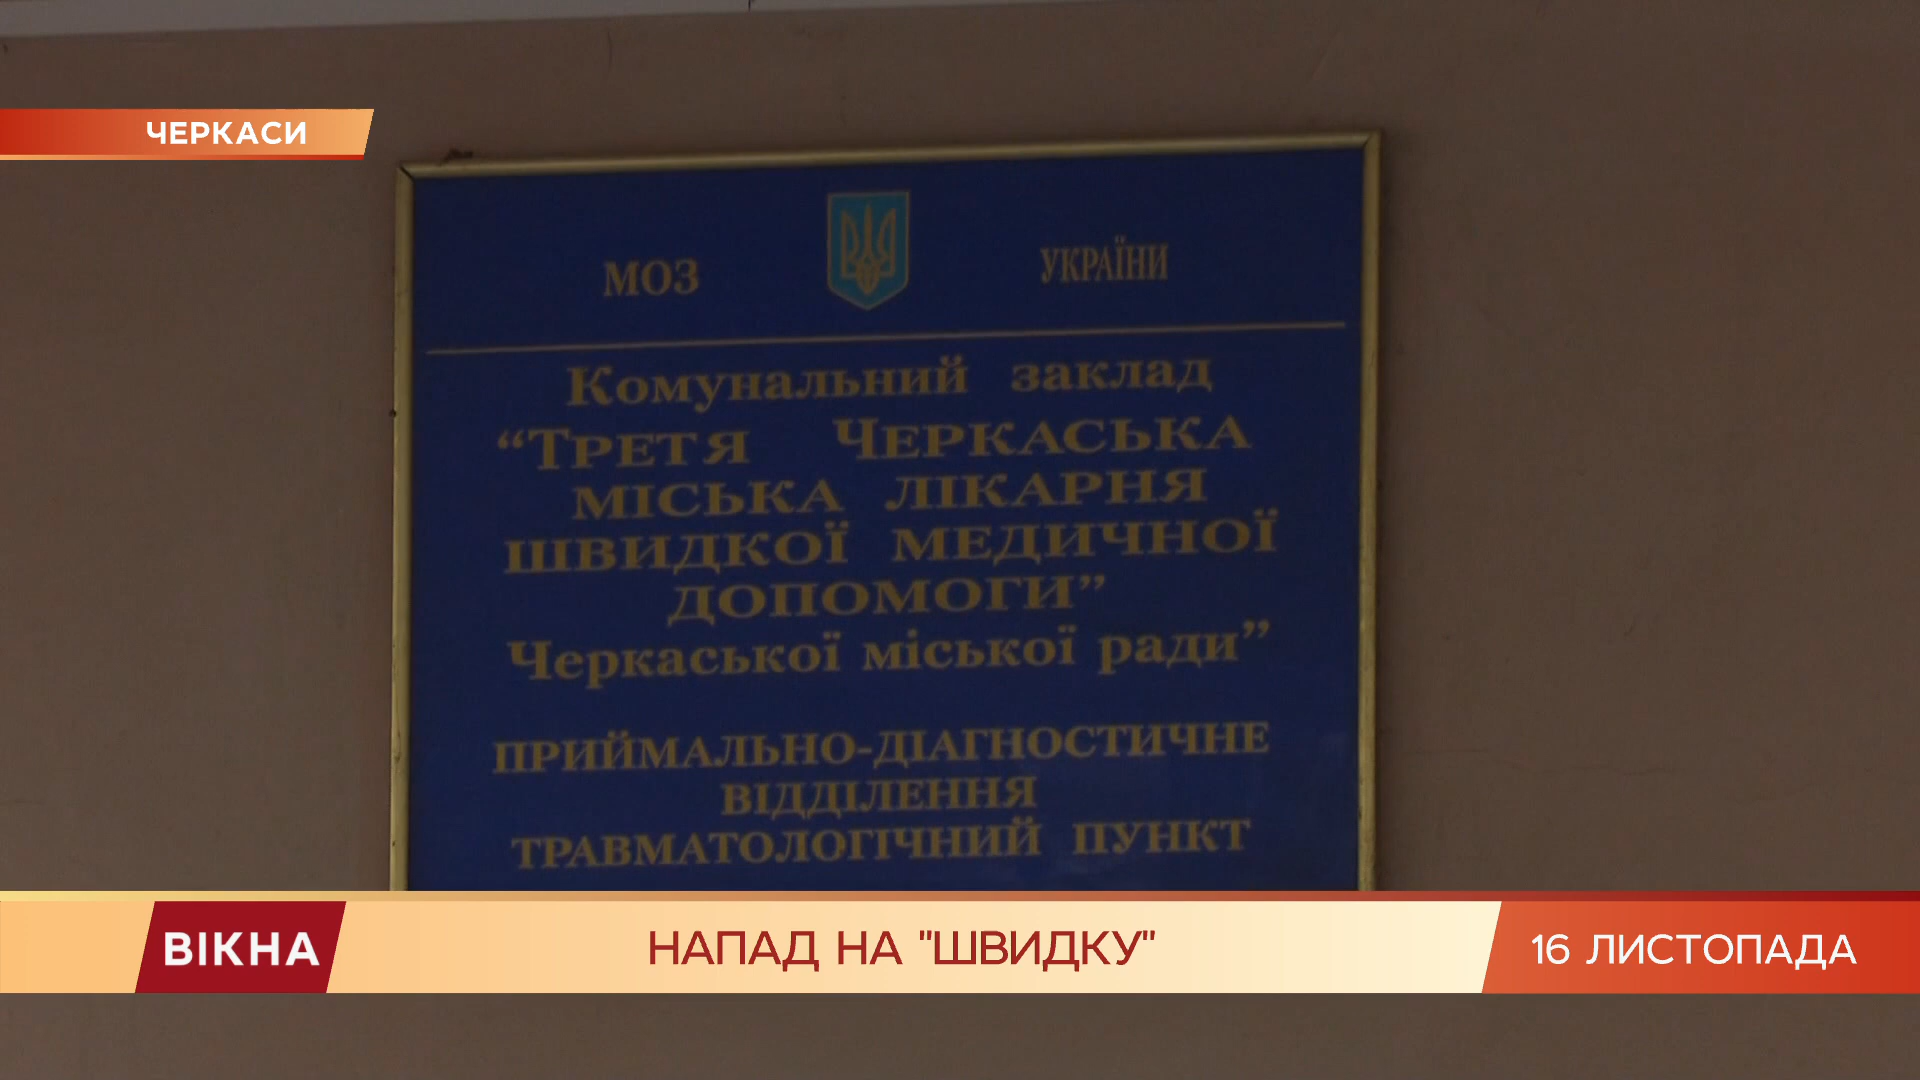 ЧЕРКАСИ
МОЗ УКРАЇНИ
Комунальний заклад
“ТРЕТЯ ЧЕРКАСЬКА
МІСЬКА ЛІКАРНЯ
ШВИДКОЇ МЕДИЧНОЇ
ДОПОМОГИ”
Черкаської міської ради”
ПРИЙМАЛЬНО-ДІАГНОСТИЧНЕ
ВІДДІЛЕННЯ
ТРАВМАТОЛОГІЧНИЙ ПУНКТ
ВІКНА НАПАД НА "ШВИДКУ" 16 ЛИСТОПАДА